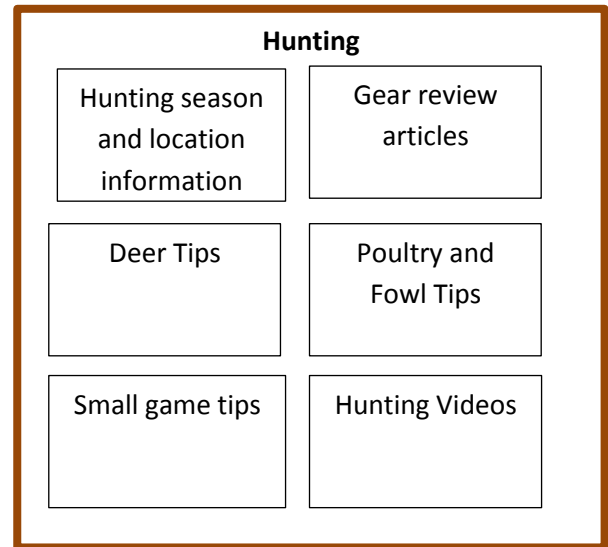 Hunting
Hunting season
and location
information
Gear review
articles
Deer Tips
Poultry and
Fowl Tips
Small game tips
Hunting Videos